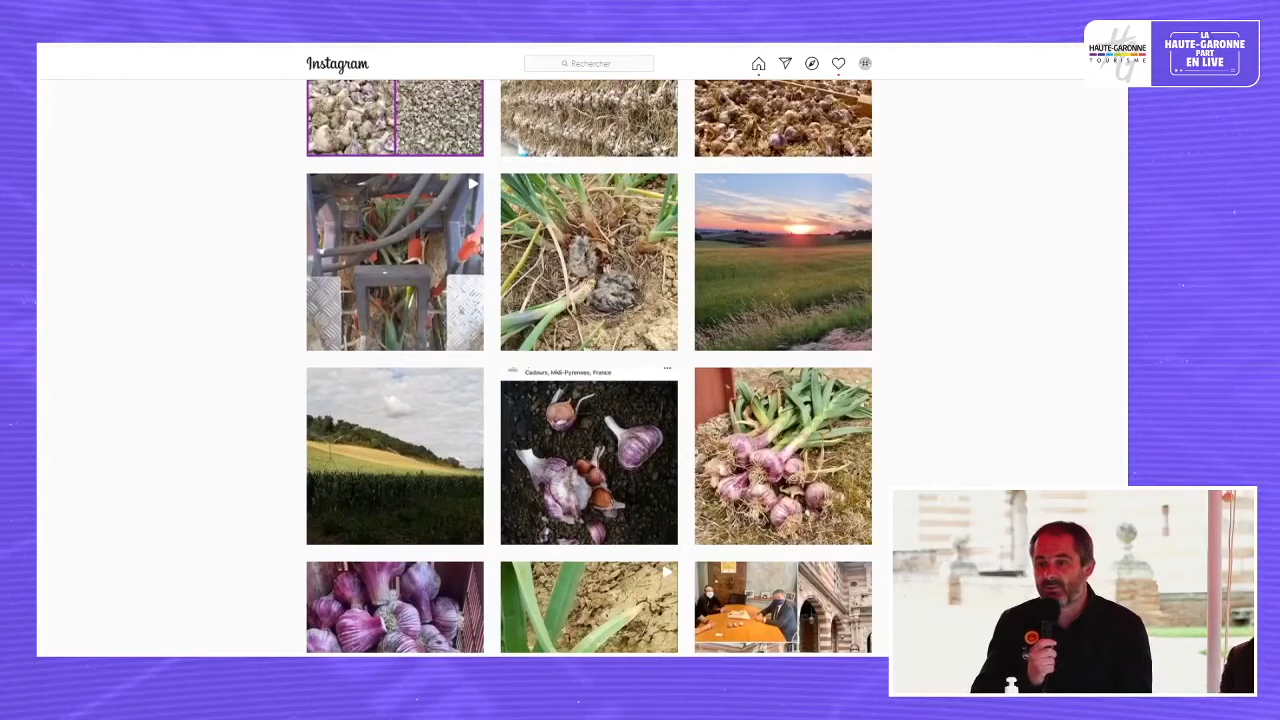 Instagram
Rechercher
HAUTE-GARONNE
TOURISME
LA
HAUTE-GARONNE
PART
EN LIVE
Cadours, Midi-Pyrenees, France